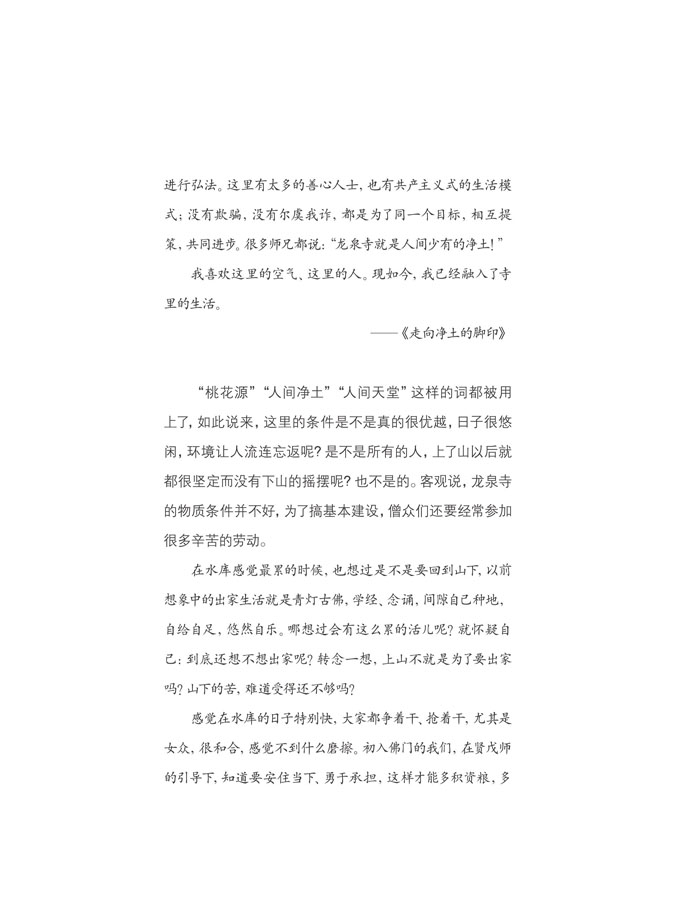 进行弘法。这里有太多的善心人士，也有共产主义式的生活模
式；没有欺骗，没有尔虞我诈，都是为了同一个目标，相互提
策，共同进步。很多师兄都说：“龙泉寺就是人间少有的净土！”
我喜欢这里的空气、这里的人。现如今，我已经融入了寺
里的生活。
——《走向净土的脚印》
“桃花源”“人间净土”“人间天堂”这样的词都被用
上了，如此说来，这里的条件是不是真的很优越，日子很悠
闲，环境让人流连忘返呢？是不是所有的人，上了山以后就
都很坚定而没有下山的摇摆呢？也不是的。客观说，龙泉寺
的物质条件并不好，为了搞基本建设，僧众们还要经常参加
很多辛苦的劳动。
在水库感觉最累的时候，也想过是不是要回到山下，以前
想象中的出家生活就是青灯古佛，学经、念诵，间隙自己种地，
自给自足，悠然自乐。哪想过会有这么累的活儿呢？就怀疑自
己：到底还想不想出家呢？转念一想，上山不就是为了要出家
吗？山下的苦，难道受得还不够吗？
感觉在水库的日子特别快，大家都争着干、抢着干，尤其是
女众，很和合，感觉不到什么磨擦。初入佛门的我们，在贤戊师
的引导下，知道要安住当下、勇于承担，这样才能多积资粮，多